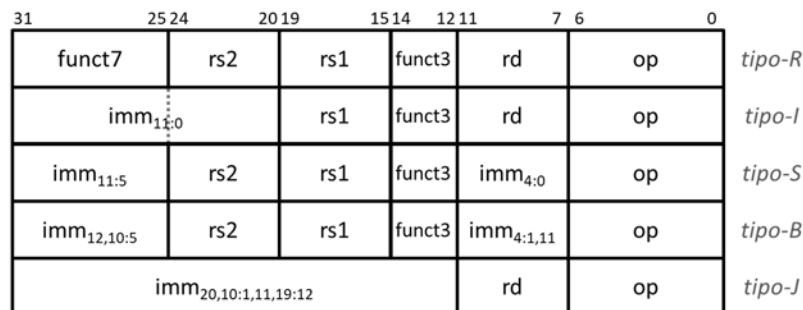 31 25 24 20 19 15 14 12 11 7 6 0
funct7 rs2 rs1 funct3 rd op tipo-R
imm11:0 rs1 funct3 rd op tipo-I
imm11:5 rs2 rs1 funct3 imm4:0 op tipo-S
imm12,10:5 rs2 rs1 funct3 imm4:1,11 op tipo-B
imm20,10:1,11,19:12 rd op tipo-J